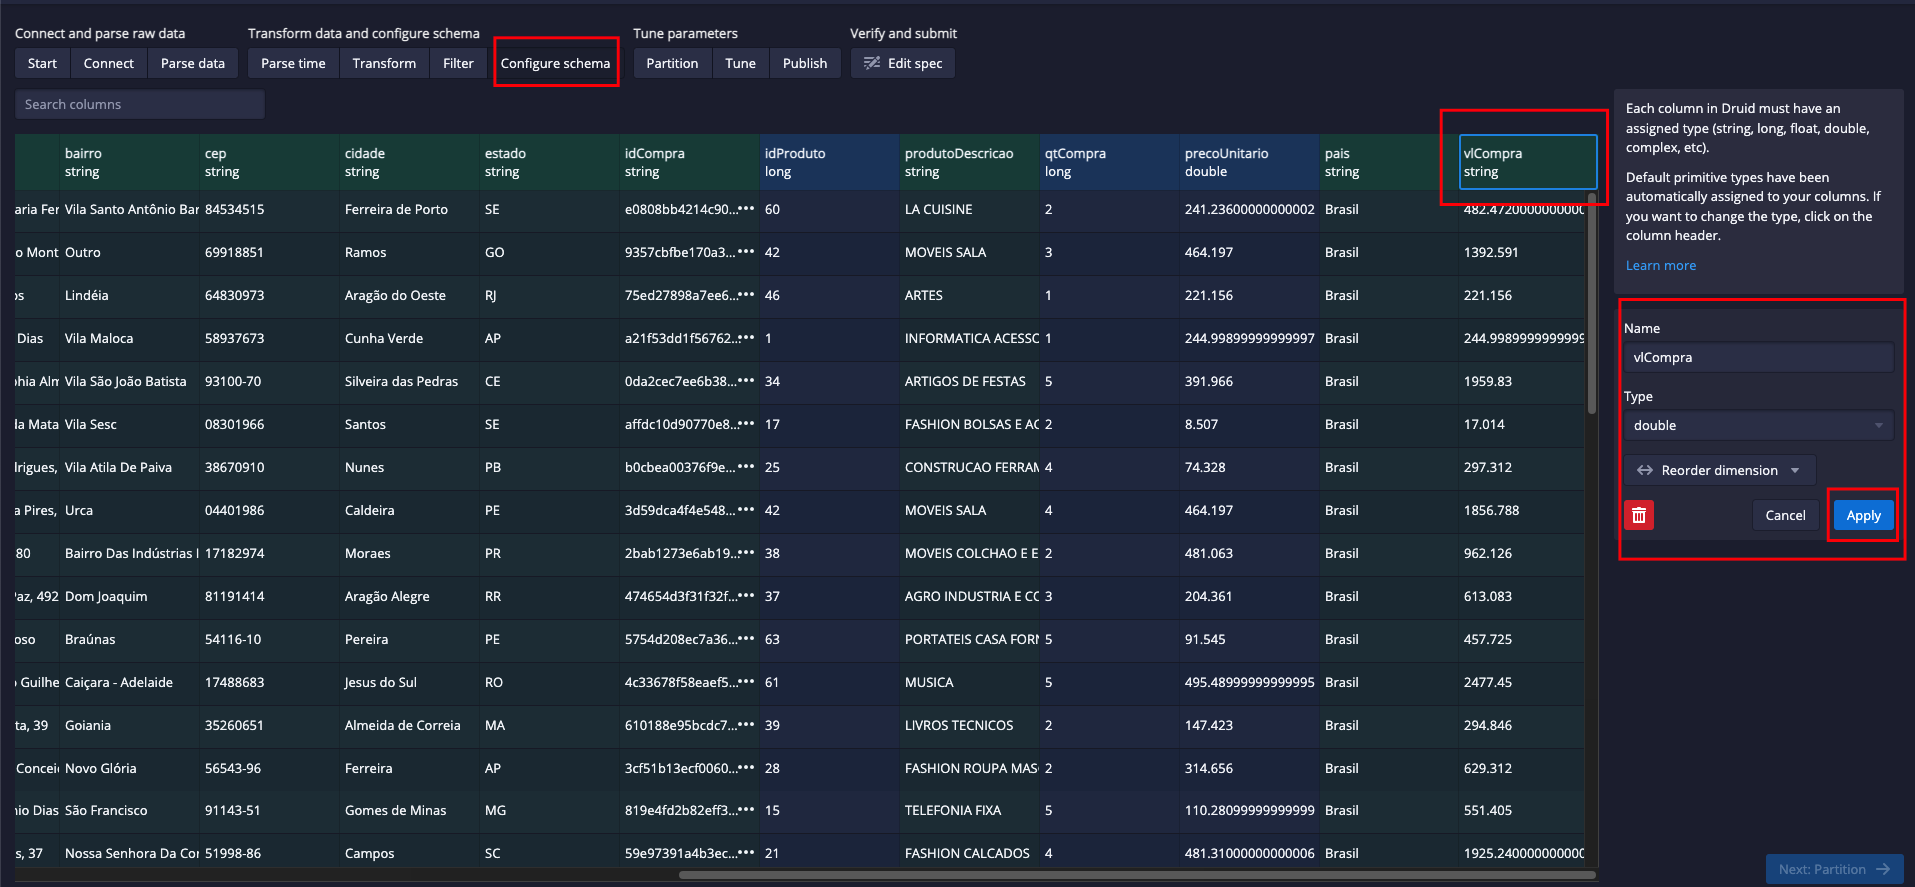 Connect and parse raw data
Transform data and configure schema
Tune parameters
Verify and submit
Start Connect Parse data Parse time Transform Filter Configure schema Partition Tune Publish Edit spec
Search columns
bairro cep cidade estado idCompra idProduto produtoDescricao qtCompra precoUnitario pais vlCompra
string string string string string long string long double string string
aria Fer Vila Santo Antônio Bar 84534515 Ferreira de Porto SE e0808bb4214c90...••• 60 LA CUISINE 2 241.23600000000002 Brasil 482.4720000000000
o Mont Outro 69918851 Ramos GO 9357cbfbe170a3...••• 42 MOVEIS SALA 3 464.197 Brasil 1392.591
os Lindéia 64830973 Aragão do Oeste RJ 75ed27898a7ee6...••• 46 ARTES 1 221.156 Brasil 221.156
Dias Vila Maloca 58937673 Cunha Verde AP a21f53dd1f56762...••• 1 INFORMATICA ACESSO 1 244.99899999999997 Brasil 244.9989999999999
phia Alm Vila São João Batista 93100-70 Silveira das Pedras CE 0da2cec7ee6b38...••• 34 ARTIGOS DE FESTAS 5 391.966 Brasil 1959.83
da Mata Vila Sesc 08301966 Santos SE affdc10d90770e8...••• 17 FASHION BOLSAS E AC 2 8.507 Brasil 17.014
drigues, Vila Atila De Paiva 38670910 Nunes PB b0cbea00376f9e...••• 25 CONSTRUCAO FERRAM 4 74.328 Brasil 297.312
a Pires, Urca 04401986 Caldeira PE 3d59dca4f4e548...••• 42 MOVEIS SALA 4 464.197 Brasil 1856.788
80 Bairro Das Indústrias I 17182974 Moraes PR 2bab1273e6ab19...••• 38 MOVEIS COLCHAO E E 2 481.063 Brasil 962.126
Paz, 492 Dom Joaquim 81191414 Aragão Alegre RR 474654d3f31f32f...••• 37 AGRO INDUSTRIA E CO 3 204.361 Brasil 613.083
oso Braúnas 54116-10 Pereira PE 5754d208ec7a36...••• 63 PORTATEIS CASA FORN 5 91.545 Brasil 457.725
o Guilhe Caiçara - Adelaide 17488683 Jesus do Sul RO 4c33678f58eaef5...••• 61 MUSICA 5 495.48999999999995 Brasil 2477.45
ta, 39 Goiania 35260651 Almeida de Correia MA 610188e95bcdc7...••• 39 LIVROS TECNICOS 2 147.423 Brasil 294.846
Concei Novo Glória 56543-96 Ferreira AP 3cf51b13ecf0060...••• 28 FASHION ROUPA MAS 2 314.656 Brasil 629.312
nio Dias São Francisco 91143-51 Gomes de Minas MG 819e4fd2b82eff3...••• 15 TELEFONIA FIXA 5 110.28099999999999 Brasil 551.405
s, 37 Nossa Senhora Da Con 51998-86 Campos SC 59e97391a4b3ec...••• 21 FASHION CALCADOS 4 481.31000000000006 Brasil 1925.240000000000
Each column in Druid must have an
assigned type (string, long, float, double,
complex, etc).
Default primitive types have been
automatically assigned to your columns. If
you want to change the type, click on the
column header.
Learn more
Name
vlCompra
Type
double
Reorder dimension
Cancel
Apply
Next: Partition